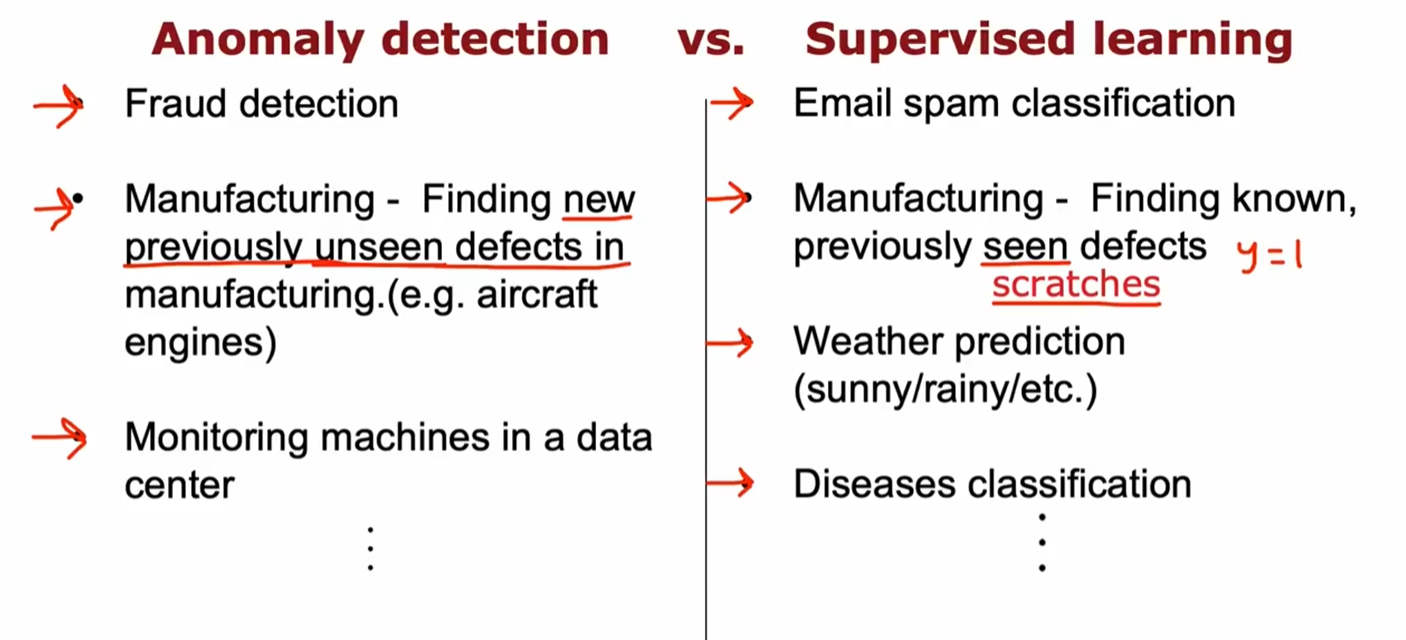 Anomaly detection vs. Supervised learning
Fraud detection
Manufacturing - Finding new
previously unseen defects in
manufacturing.(e.g. aircraft
engines)
Monitoring machines in a data
center
Email spam classification
Manufacturing - Finding known,
previously seen defects y=1
scratches
Weather prediction
(sunny/rainy/etc.)
Diseases classification